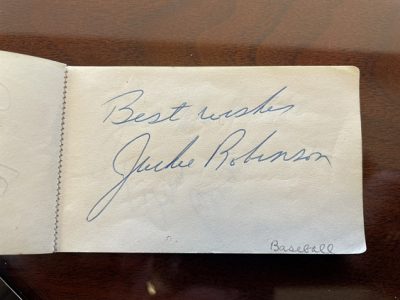 Best wishes
Jackie Robinson
Baseball